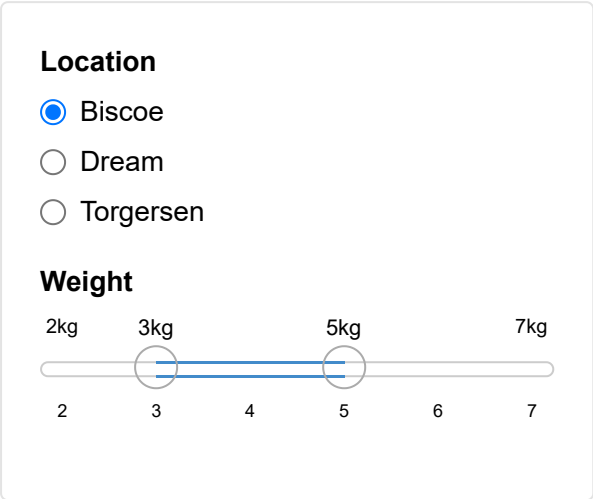 Location
Biscoe
Dream
Torgersen
Weight
2kg 3kg 5kg 7kg
2 3 4 5 6 7